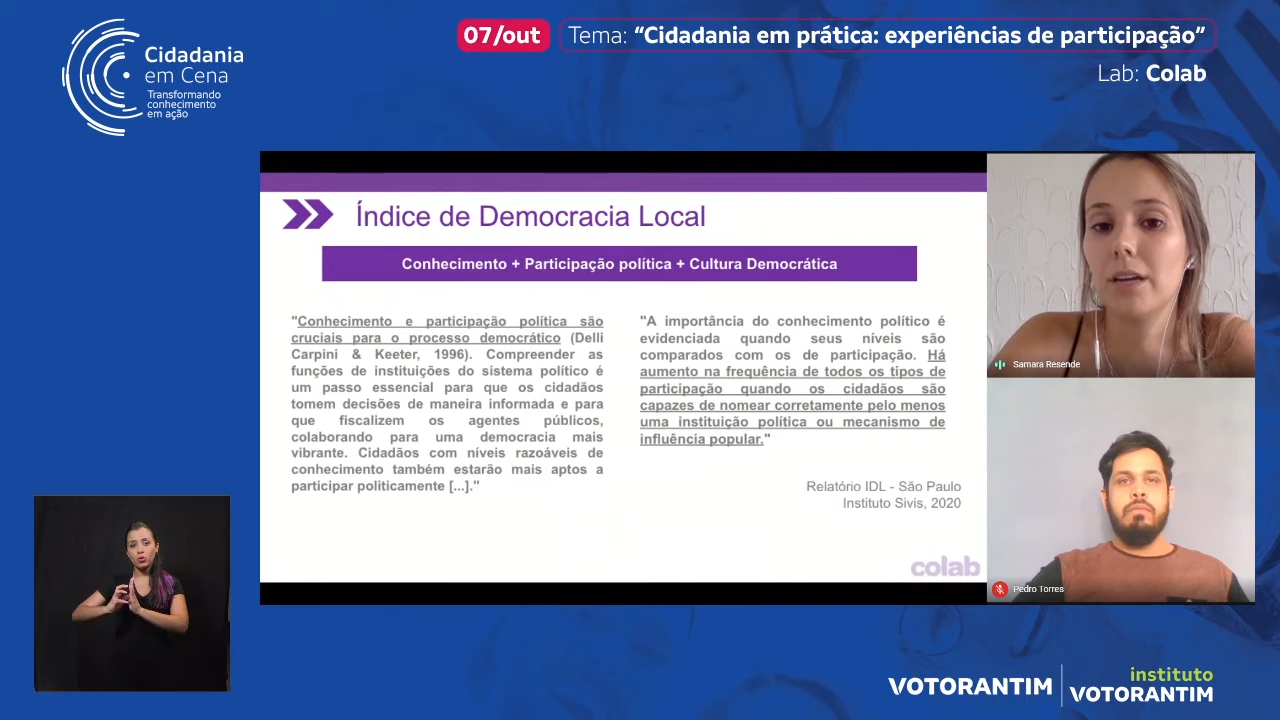 Cidadania
em Cena
Transformando
conhecimento
em ação
07/out
Tema: “Cidadania em prática: experiências de participação”
Lab: Colab
Índice de Democracia Local
Conhecimento + Participação política + Cultura Democrática
"Conhecimento e participação política são
cruciais para o processo democrático (Delli
Carpini & Keeter, 1996). Compreender as
funções de instituições do sistema político é
um passo essencial para que os cidadãos
tomem decisões de maneira informada e para
que fiscalizem os agentes públicos,
colaborando para uma democracia mais
vibrante. Cidadãos com níveis razoáveis de
conhecimento também estarão mais aptos a
participar politicamente [...]."
"A importância do conhecimento político é
evidenciada quando seus níveis são
comparados com os de participação. Há
aumento na frequência de todos os tipos de
participação quando os cidadãos são
capazes de nomear corretamente pelo menos
uma instituição política ou mecanismo de
influência popular."
Relatório IDL - São Paulo
Instituto Sivis, 2020
colab
Samara Resende
Pedro Torres
VOTORANTIM
instituto
VOTORANTIM